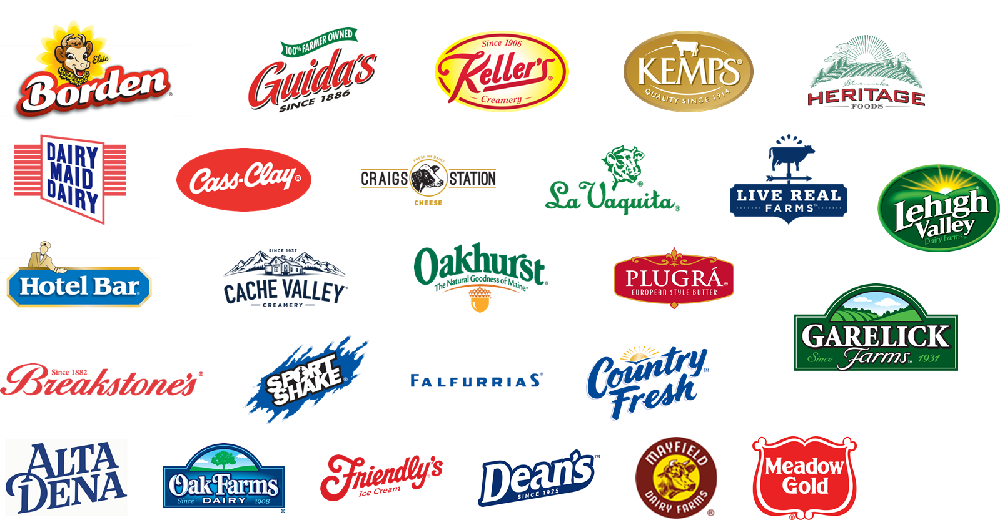 Elsie
Borden®
100% FARMER OWNED
Guida's
SINCE 1886
Since 1906
Keller's®
Creamery
KEMPS®
QUALITY SINCE 1914
Stremicks
HERITAGE
FOODS
DAIRY
MAID
DAIRY
Cass-Clay®
FRESH NY DAIRY
CRAIGS STATION
CHEESE
La Vaquita®
LIVE REAL
FARMS™
Lehigh®
Valley
Dairy Farms®
Hotel Bar®
SINCE 1937
CACHE VALLEY®
CREAMERY
Oakhurst®
The Natural Goodness of Maine®
PLUGRÁ®
EUROPEAN STYLE BUTTER
GARELICK
Since Farms™ 1931
Since 1882
Breakstone's®
SPORT
SHAKE®
FALFURRIAS®
Country
Fresh™
ALTA
DENA
Oak Farms
Since DAIRY 1908
®
Friendly's®
Ice Cream
Dean's™
SINCE 1925
MAYFIELD
DAIRY FARMS
®
Meadow
Gold
®